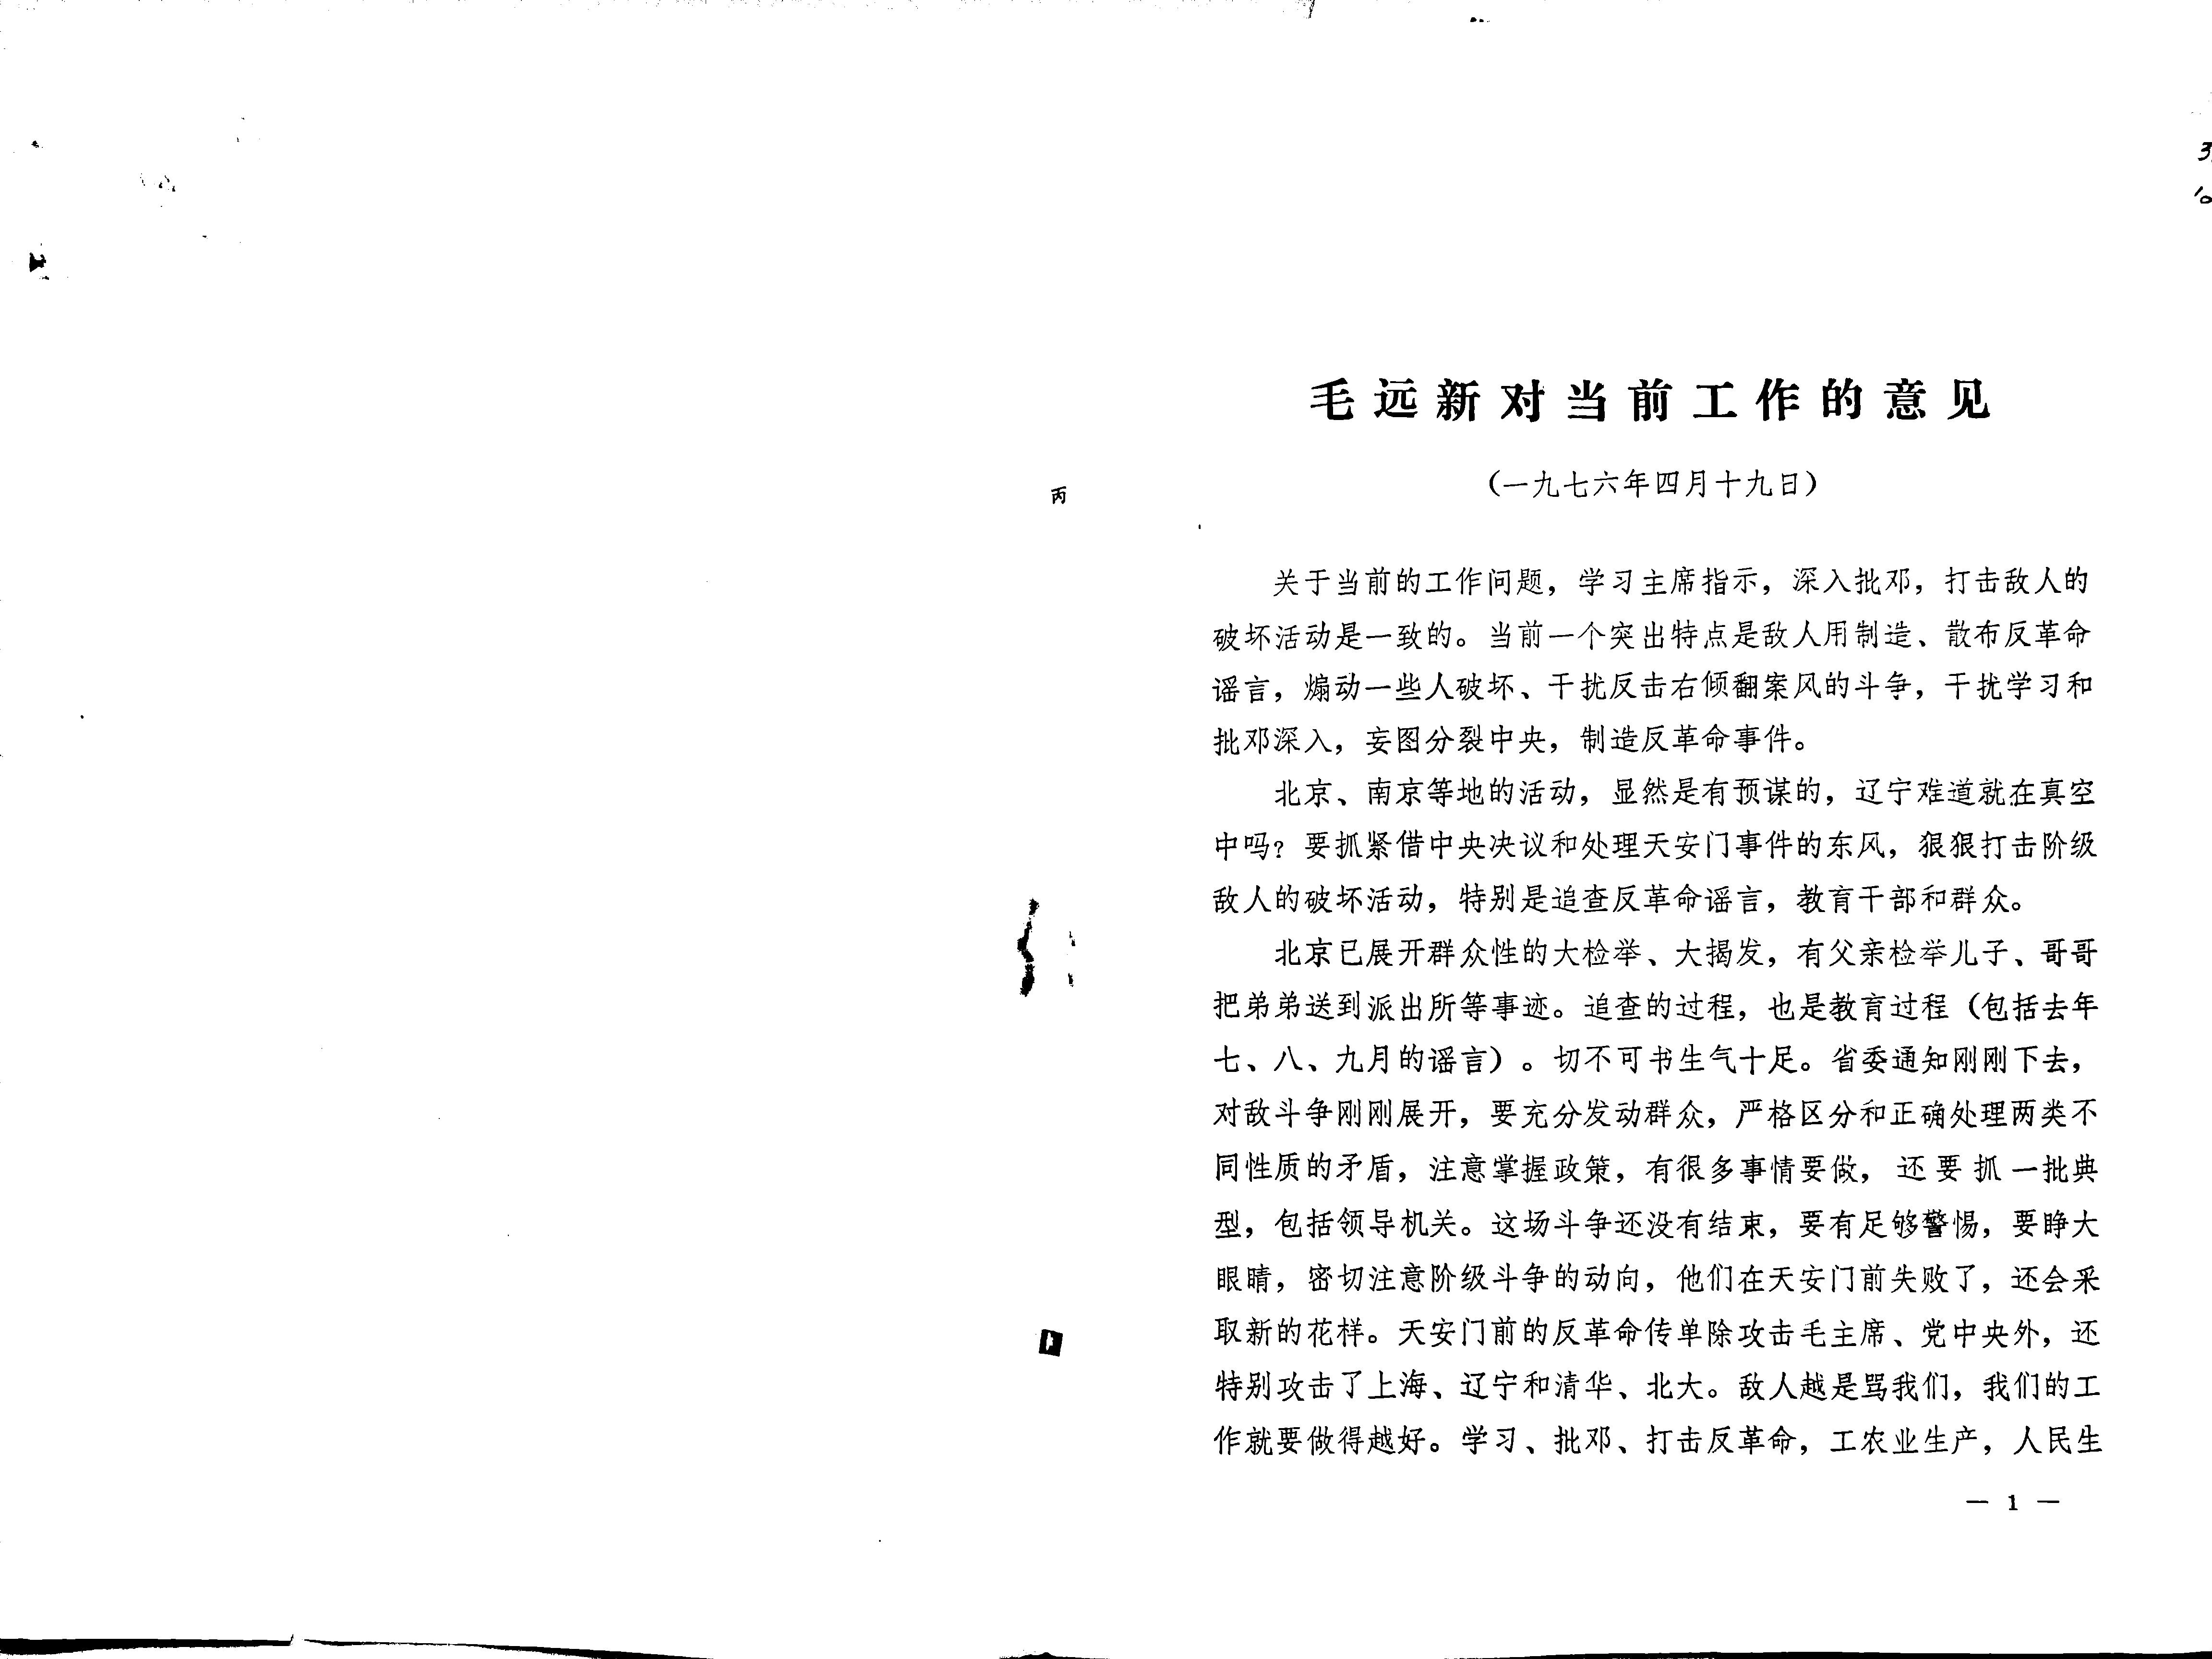 毛远新对当前工作的意见
（一九七六年四月十九日）
丙
关于当前的工作问题，学习主席指示，深入批邓，打击敌人的
破坏活动是一致的。当前一个突出特点是敌人用制造、散布反革命
谣言，煽动一些人破坏、干扰反击右倾翻案风的斗争，干扰学习和
批邓深入，妄图分裂中央，制造反革命事件。
北京、南京等地的活动，显然是有预谋的，辽宁难道就在真空
中吗？要抓紧借中央决议和处理天安门事件的东风，狠狠打击阶级
敌人的破坏活动，特别是追查反革命谣言，教育干部和群众。
北京已展开群众性的大检举、大揭发，有父亲检举儿子、哥哥
把弟弟送到派出所等事迹。追查的过程，也是教育过程（包括去年
七、八、九月的谣言）。切不可书生气十足。省委通知刚刚下去，
对敌斗争刚刚展开，要充分发动群众，严格区分和正确处理两类不
同性质的矛盾，注意掌握政策，有很多事情要做，还要抓一批典
型，包括领导机关。这场斗争还没有结束，要有足够警惕，要睁大
眼睛，密切注意阶级斗争的动向，他们在天安门前失败了，还会采
取新的花样。天安门前的反革命传单除攻击毛主席、党中央外，还
特别攻击了上海、辽宁和清华、北大。敌人越是骂我们，我们的工
作就要做得越好。学习、批邓、打击反革命，工农业生产，人民生
— 1 —